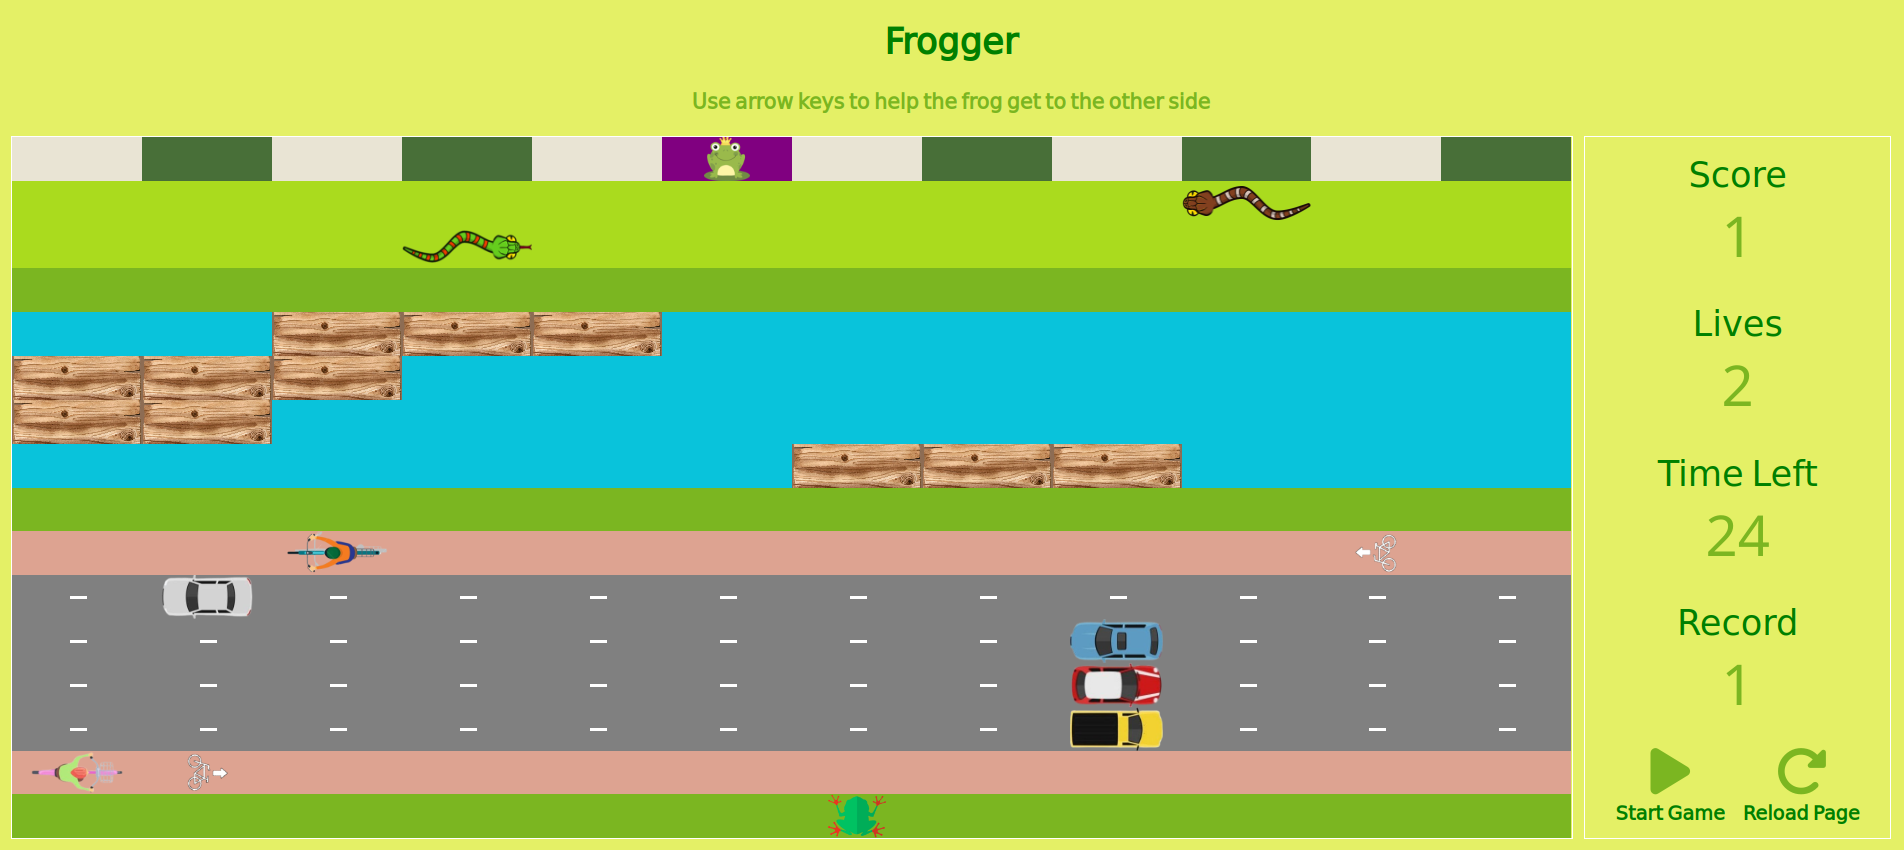 Frogger
Use arrow keys to help the frog get to the other side
Score
1
Lives
2
Time Left
24
Record
1
Start Game
Reload Page